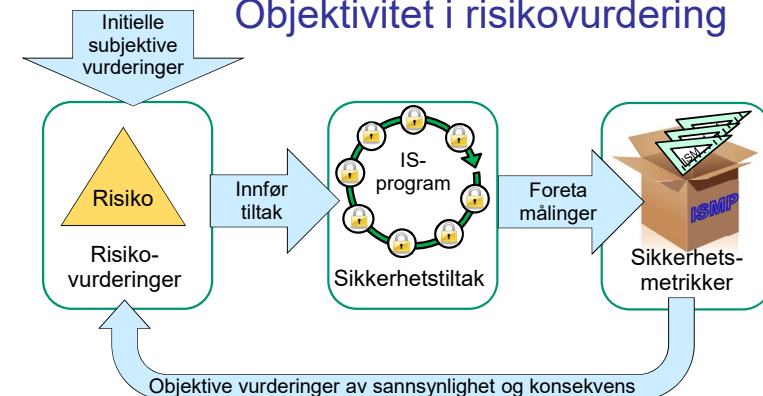 Objektivitet i risikovurdering
Initielle
subjektive
vurderinger
Risiko
Risiko-
vurderinger
Innfør
tiltak
IS-
program
Sikkerhetstiltak
Foreta
målinger
ISM
ISMP
Sikkerhets-
metrikker
Objektive vurderinger av sannsynlighet og konsekvens